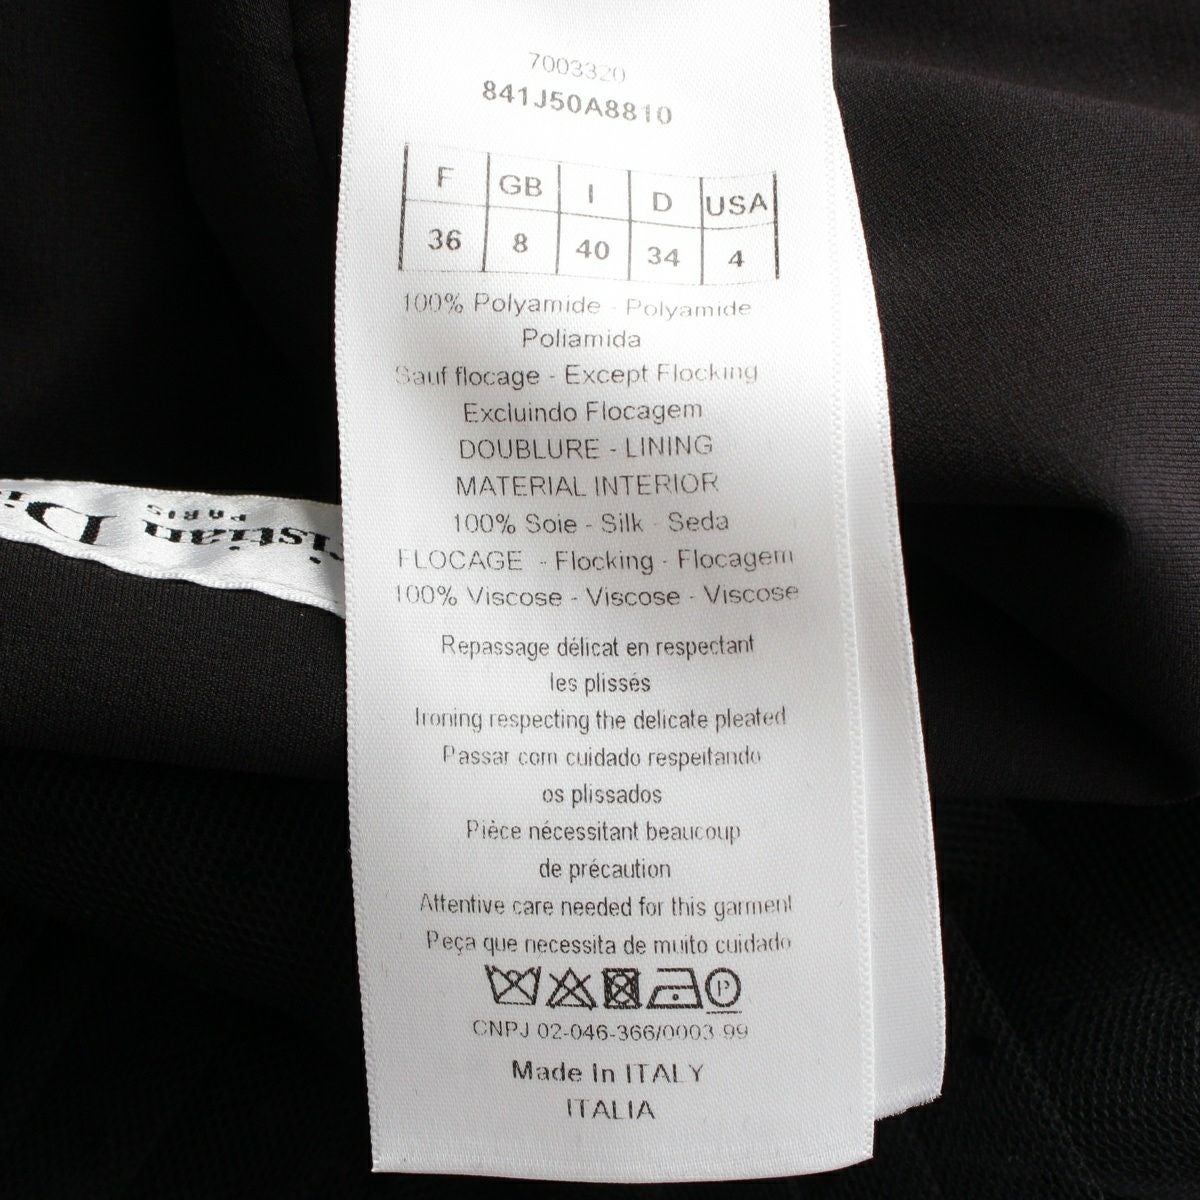 7003320
841J50A8810
F GB I D USA
36 8 40 34 4
100% Polyamide - Polyamide
Poliamida
Sauf flocage - Except Flocking
Excluindo Flocagem
DOUBLURE - LINING
MATERIAL INTERIOR
100% Soie - Silk - Seda
FLOCAGE - Flocking - Flocagem
100% Viscose - Viscose - Viscose
Repassage délicat en respectant
les plissés
Ironing respecting the delicate pleated
Passar com cuidado respeitando
os plissados
Pièce nécessitant beaucoup
de précaution
Attentive care needed for this garment
Peça que necessita de muito cuidado
P
CNPJ 02-046-366/0003 99
Made In ITALY
ITALIA
ristian Di
PARIS